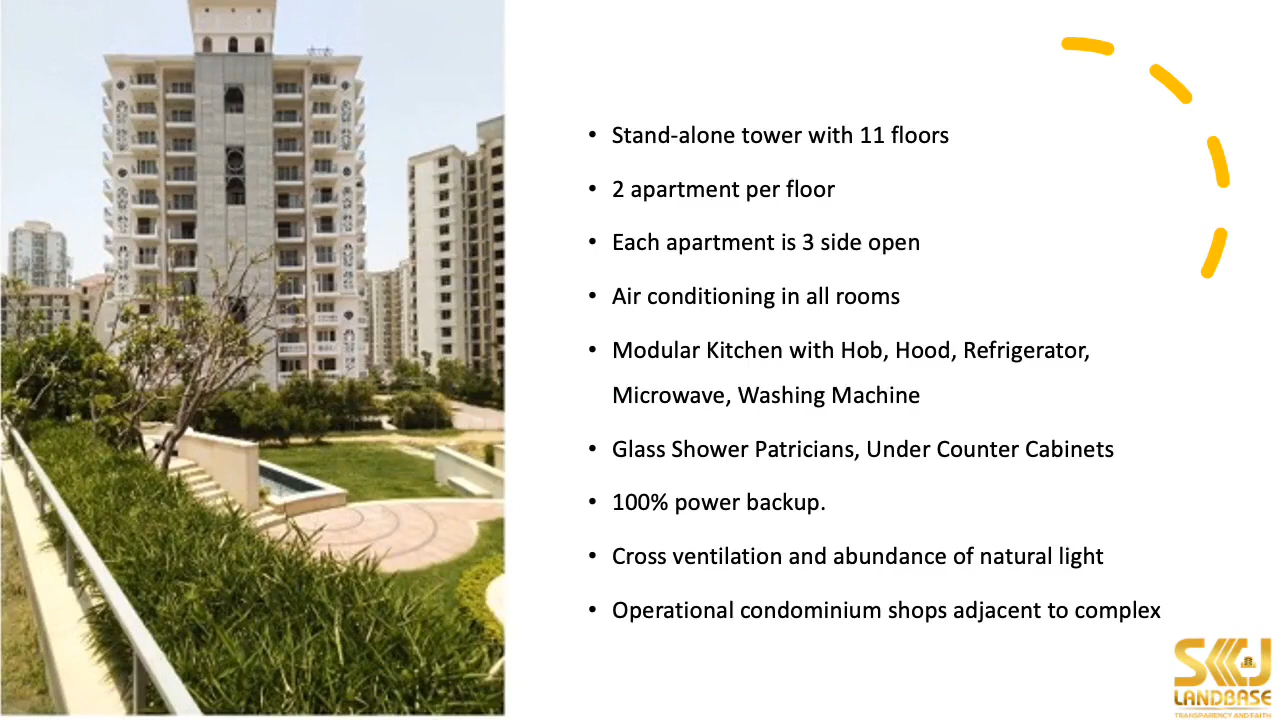 • Stand-alone tower with 11 floors
• 2 apartment per floor
• Each apartment is 3 side open
• Air conditioning in all rooms
• Modular Kitchen with Hob, Hood, Refrigerator,
Microwave, Washing Machine
• Glass Shower Patricians, Under Counter Cabinets
• 100% power backup.
• Cross ventilation and abundance of natural light
• Operational condominium shops adjacent to complex
SKJ
LANDBASE
TRANSPARENCY AND FAITH